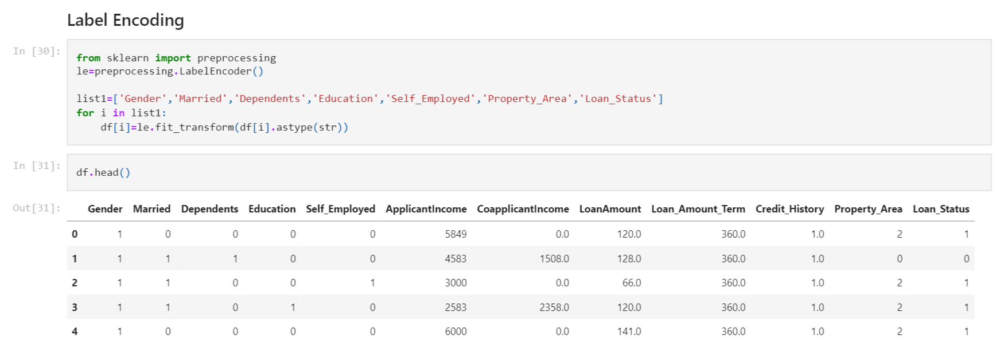 Label Encoding
In [30]:
from sklearn import preprocessing
le=preprocessing.LabelEncoder()
list1=['Gender','Married','Dependents','Education','Self_Employed','Property_Area','Loan_Status']
for i in list1:
    df[i]=le.fit_transform(df[i].astype(str))
In [31]:
df.head()
Out[31]:
Gender Married Dependents Education Self_Employed ApplicantIncome CoapplicantIncome LoanAmount Loan_Amount_Term Credit_History Property_Area Loan_Status
0 1 0 0 0 0 5849 0.0 120.0 360.0 1.0 2 1
1 1 1 1 0 0 4583 1508.0 128.0 360.0 1.0 0 0
2 1 1 0 0 1 3000 0.0 66.0 360.0 1.0 2 1
3 1 1 0 1 0 2583 2358.0 120.0 360.0 1.0 2 1
4 1 0 0 0 0 6000 0.0 141.0 360.0 1.0 2 1